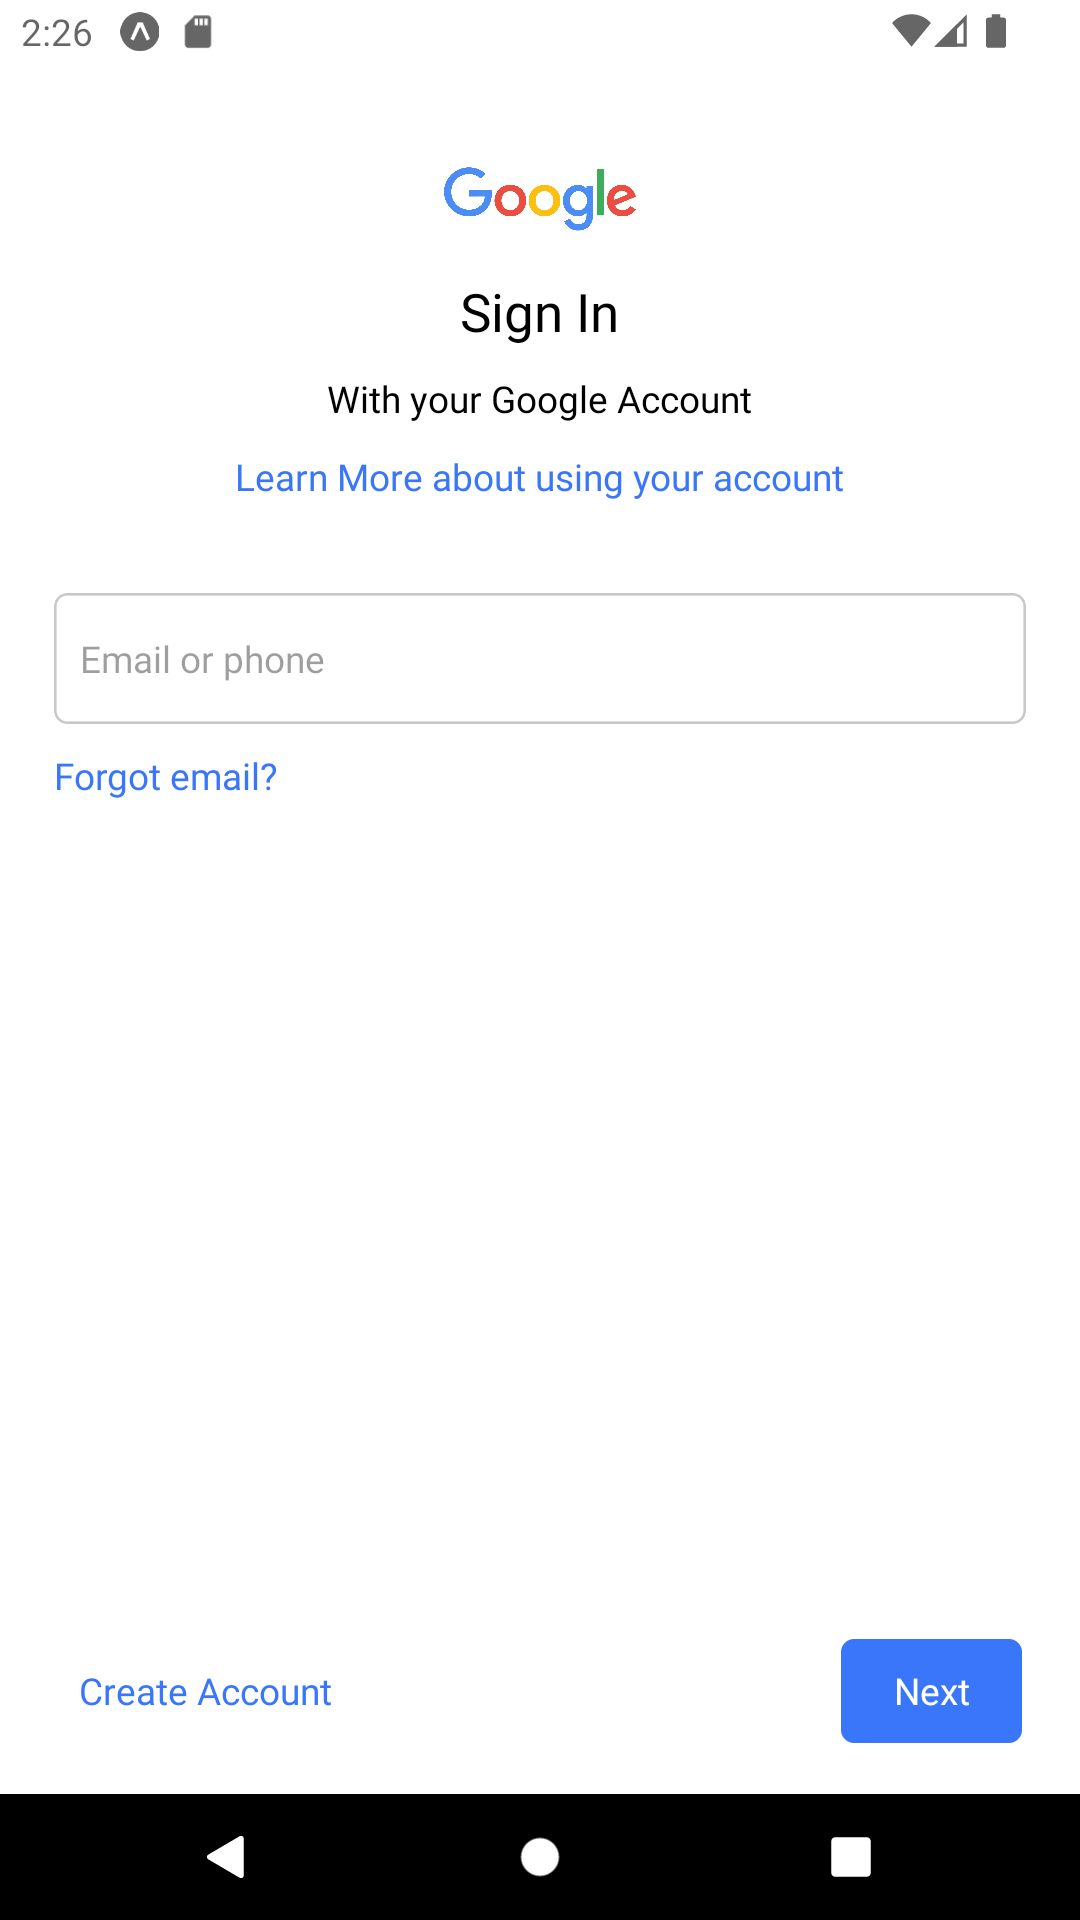 2:26
Google
Sign In
With your Google Account
Learn More about using your account
Email or phone
Forgot email?
Create Account
Next